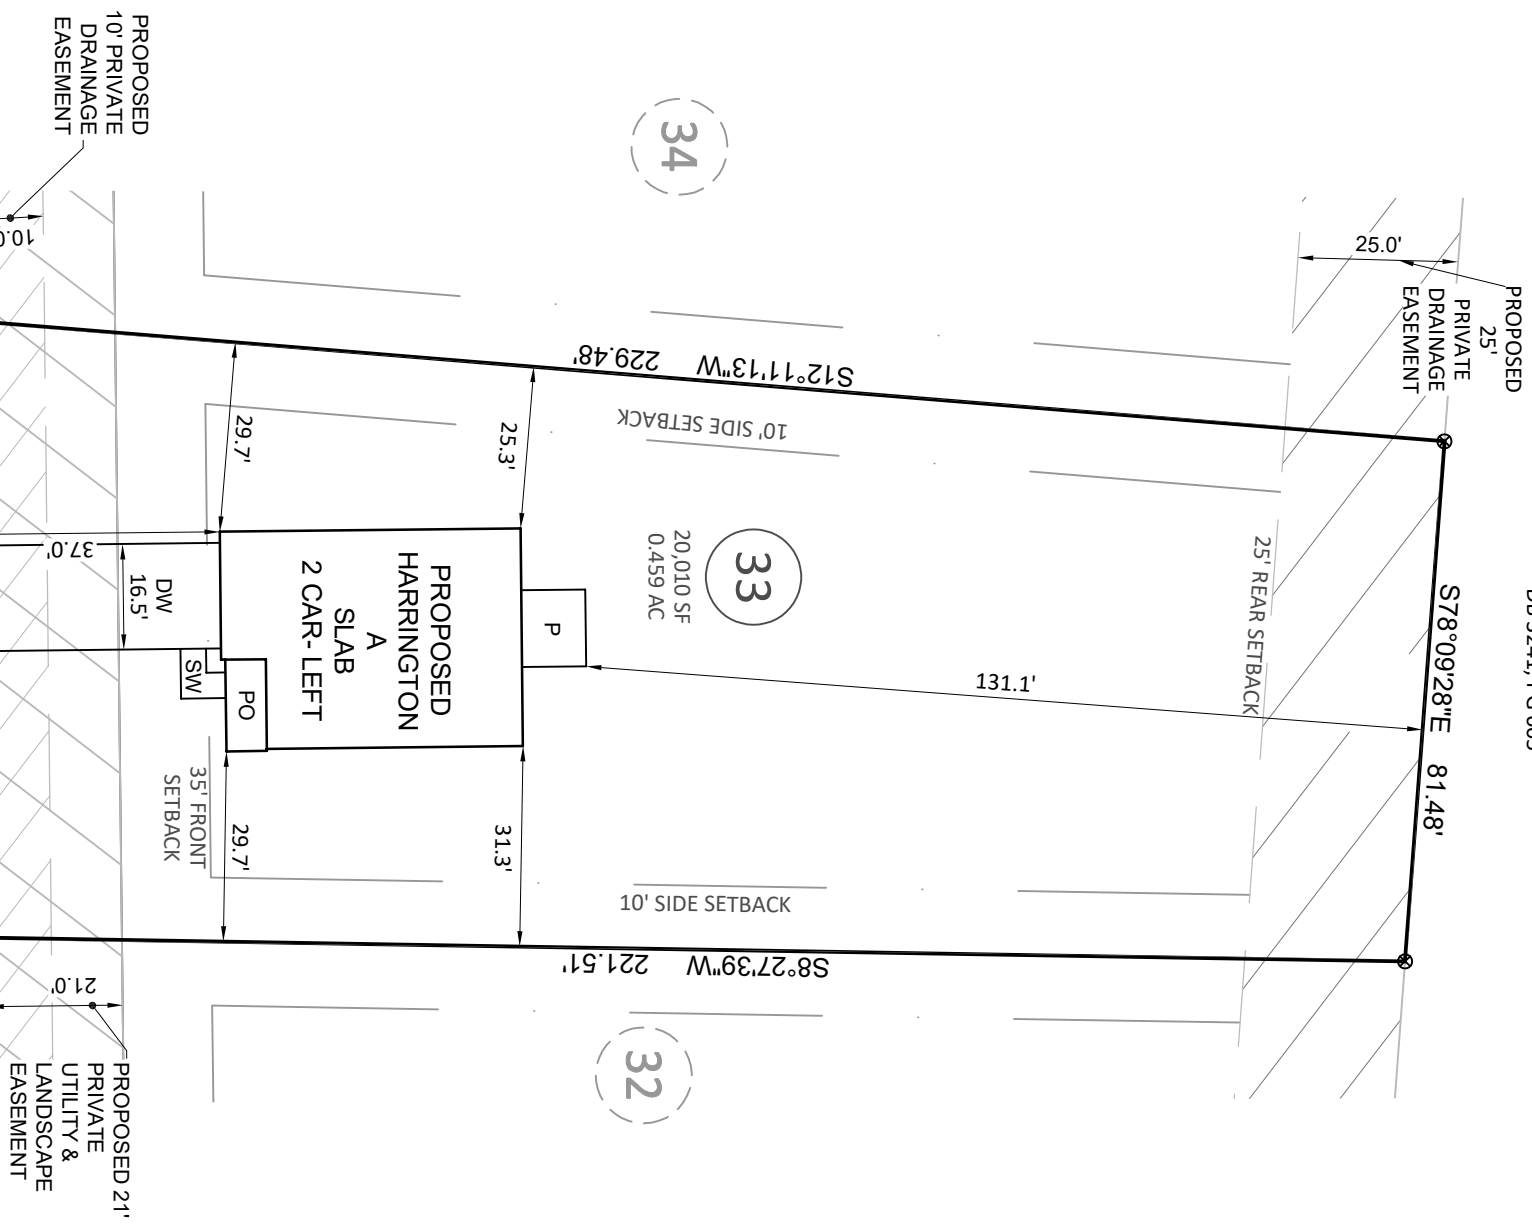 PROPOSED
10' PRIVATE
DRAINAGE
EASEMENT
10.0
34
25.0'
PROPOSED
25'
PRIVATE
DRAINAGE
EASEMENT
S12°11'13"W 229.48'
10' SIDE SETBACK
29.7'
25.3'
33
20,010 SF
0.459 AC
25' REAR SETBACK
S78°09'28"E 81.48'
37.0'
DW
16.5'
SW
PO
P
PROPOSED
HARRINGTON
A
SLAB
2 CAR- LEFT
131.1'
35' FRONT
SETBACK
29.7'
31.3'
10' SIDE SETBACK
S8°27'39"W 221.51'
21.0'
32
PROPOSED 21'
PRIVATE
UTILITY &
LANDSCAPE
EASEMENT